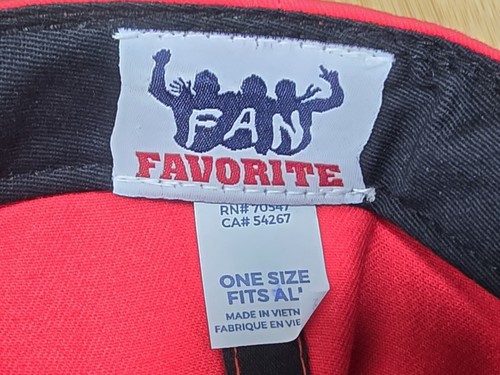 FAN
FAVORITE
RN# 70547
CA# 54267
ONE SIZE
FITS AL
MADE IN VIETN
FABRIQUE EN VIE